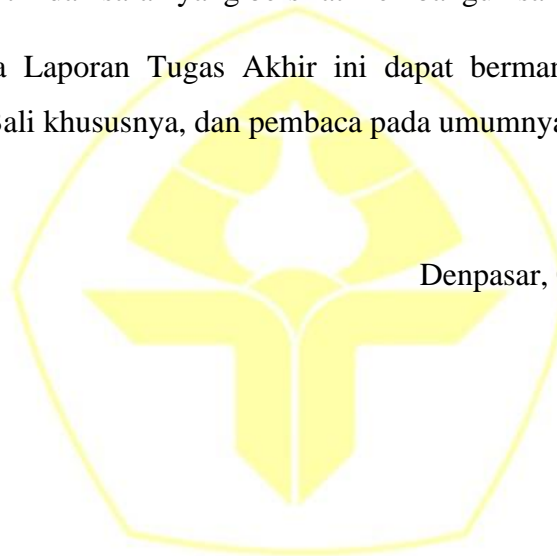 a Laporan Tugas Akhir ini dapat berman
Bali khususnya, dan pembaca pada umumnya
Denpasar,